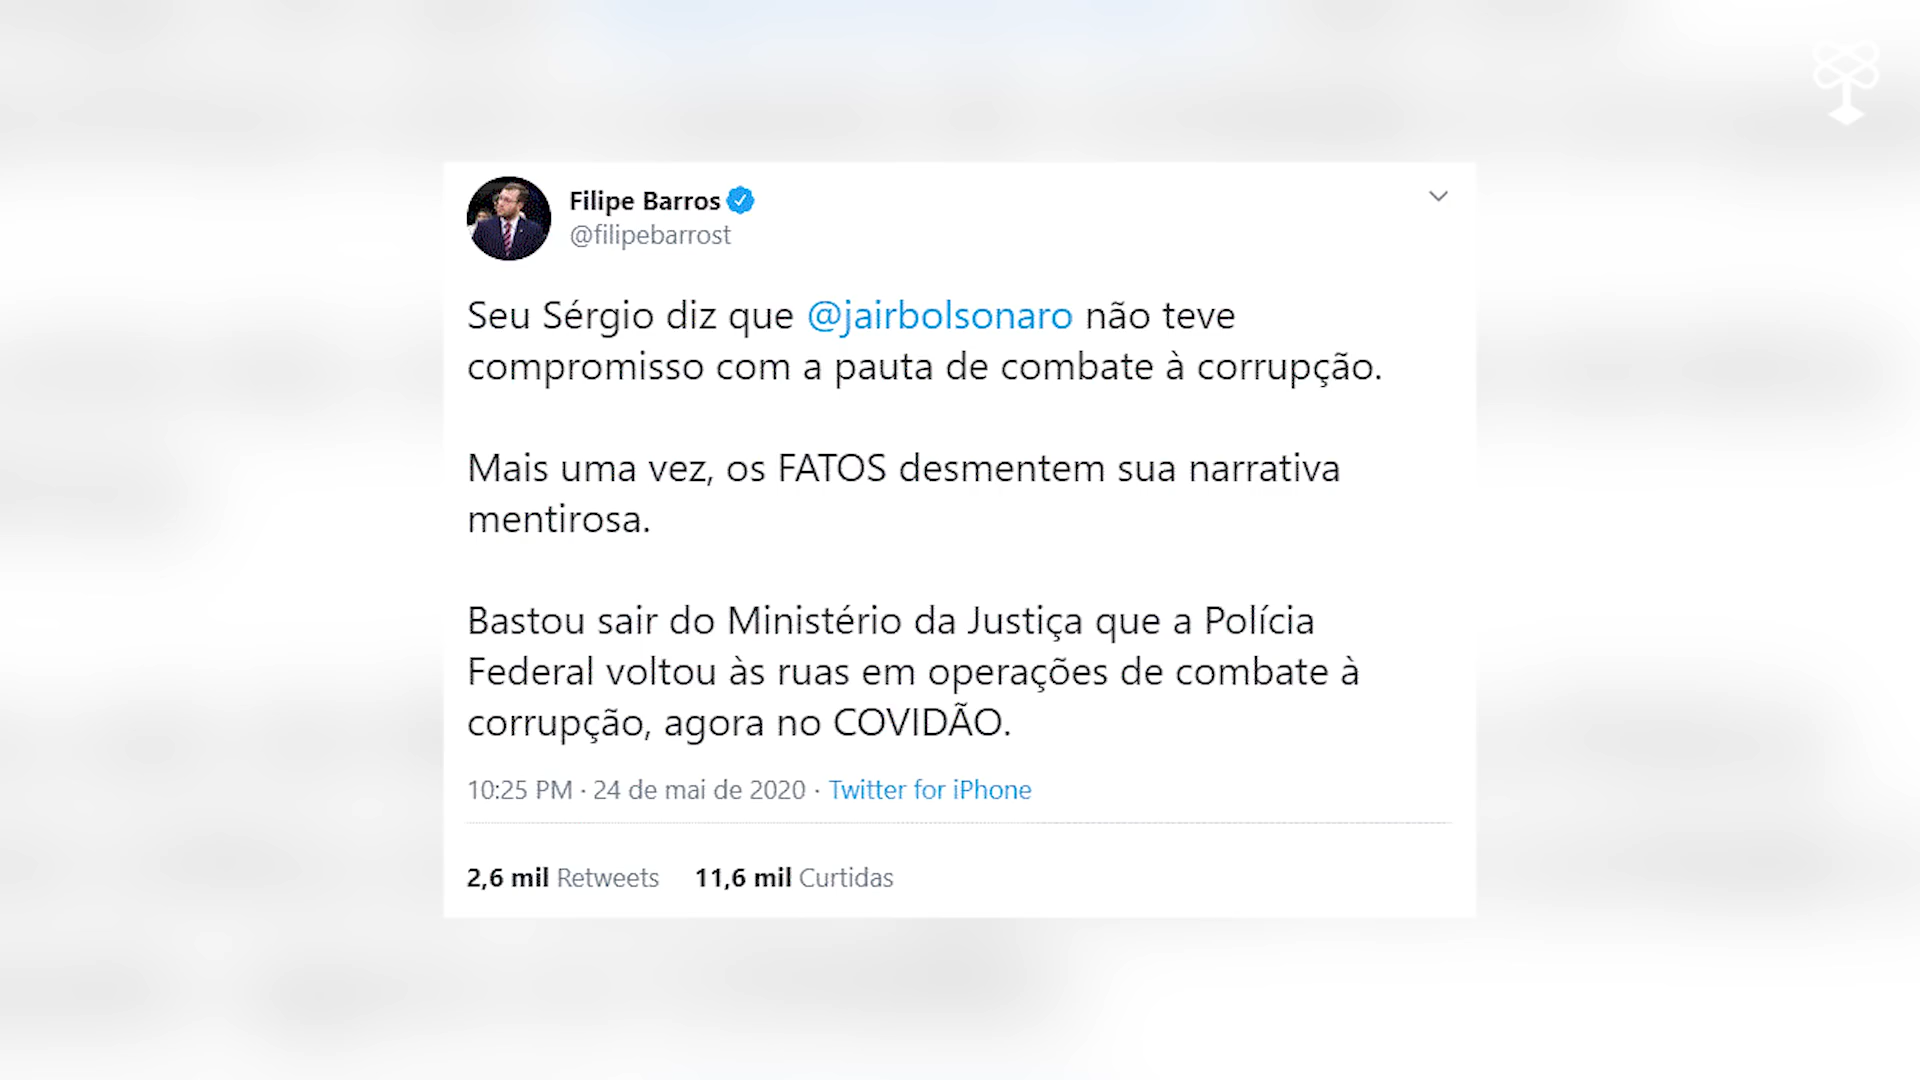 Filipe Barros
@filipebarrost
Seu Sérgio diz que @jairbolsonaro não teve
compromisso com a pauta de combate à corrupção.
Mais uma vez, os FATOS desmentem sua narrativa
mentirosa.
Bastou sair do Ministério da Justiça que a Polícia
Federal voltou às ruas em operações de combate à
corrupção, agora no COVIDÃO.
10:25 PM · 24 de mai de 2020 · Twitter for iPhone
2,6 mil Retweets 11,6 mil Curtidas